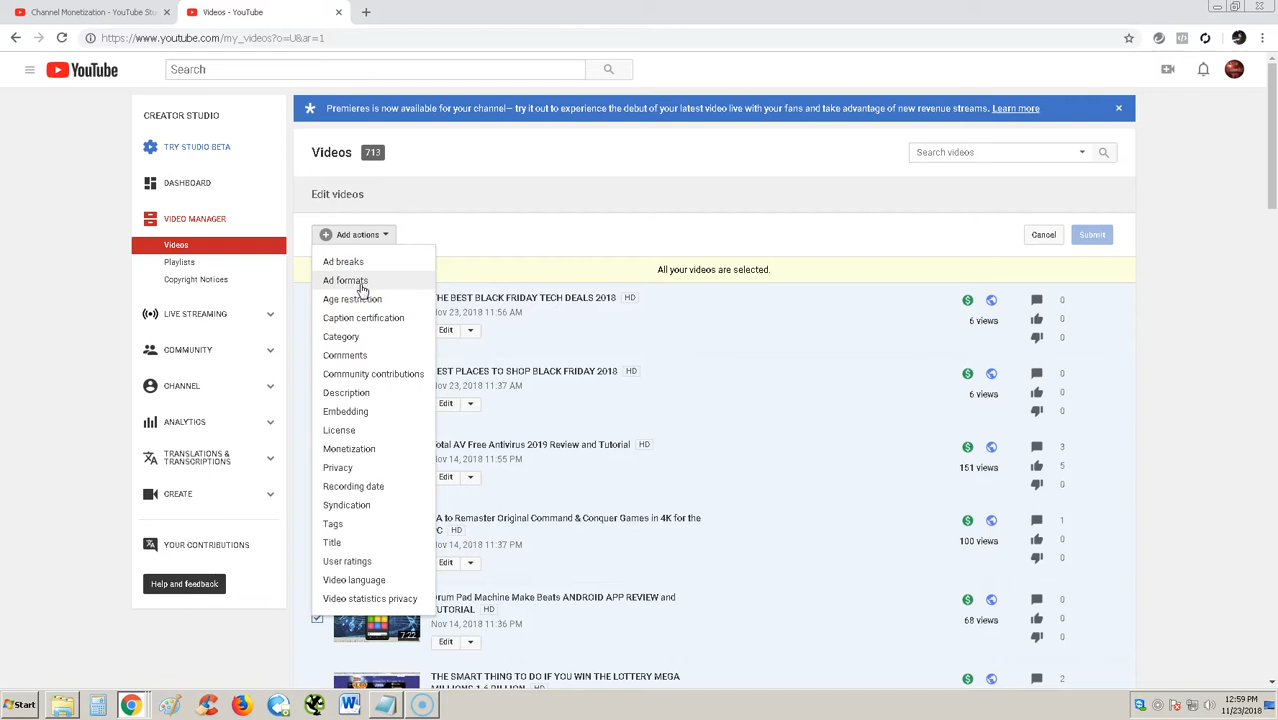 Channel Monetization - YouTube Stu
Videos - YouTube
https://www.youtube.com/my_videos?o=U&ar=1
YouTube
Search
CREATOR STUDIO
TRY STUDIO BETA
DASHBOARD
VIDEO MANAGER
Videos
Playlists
Copyright Notices
LIVE STREAMING
COMMUNITY
CHANNEL
ANALYTICS
TRANSLATIONS &
TRANSCRIPTIONS
CREATE
YOUR CONTRIBUTIONS
Help and feedback
Premieres is now available for your channel— try it out to experience the debut of your latest video live with your fans and take advantage of new revenue streams. Learn more
Videos 713
Search videos
Edit videos
Add actions
Cancel
Submit
All your videos are selected.
Ad breaks
Ad formats
Age restriction
Caption certification
Category
Comments
Community contributions
Description
Embedding
License
Monetization
Privacy
Recording date
Syndication
Tags
Title
User ratings
Video language
Video statistics privacy
THE BEST BLACK FRIDAY TECH DEALS 2018 HD
Nov 23, 2018 11:56 AM
Edit
6 views
0
0
0
EST PLACES TO SHOP BLACK FRIDAY 2018 HD
Nov 23, 2018 11:37 AM
Edit
6 views
0
0
0
Total AV Free Antivirus 2019 Review and Tutorial HD
Nov 14, 2018 11:55 PM
Edit
151 views
3
5
0
A to Remaster Original Command & Conquer Games in 4K for the
C HD
Nov 14, 2018 11:37 PM
Edit
100 views
1
0
0
Drum Pad Machine Make Beats ANDROID APP REVIEW and
TUTORIAL HD
Nov 14, 2018 11:36 PM
7:22
Edit
68 views
0
0
0
THE SMART THING TO DO IF YOU WIN THE LOTTERY MEGA
MILLIONS 1.6 BILLION HD
2
Start
12:59 PM
11/23/2018